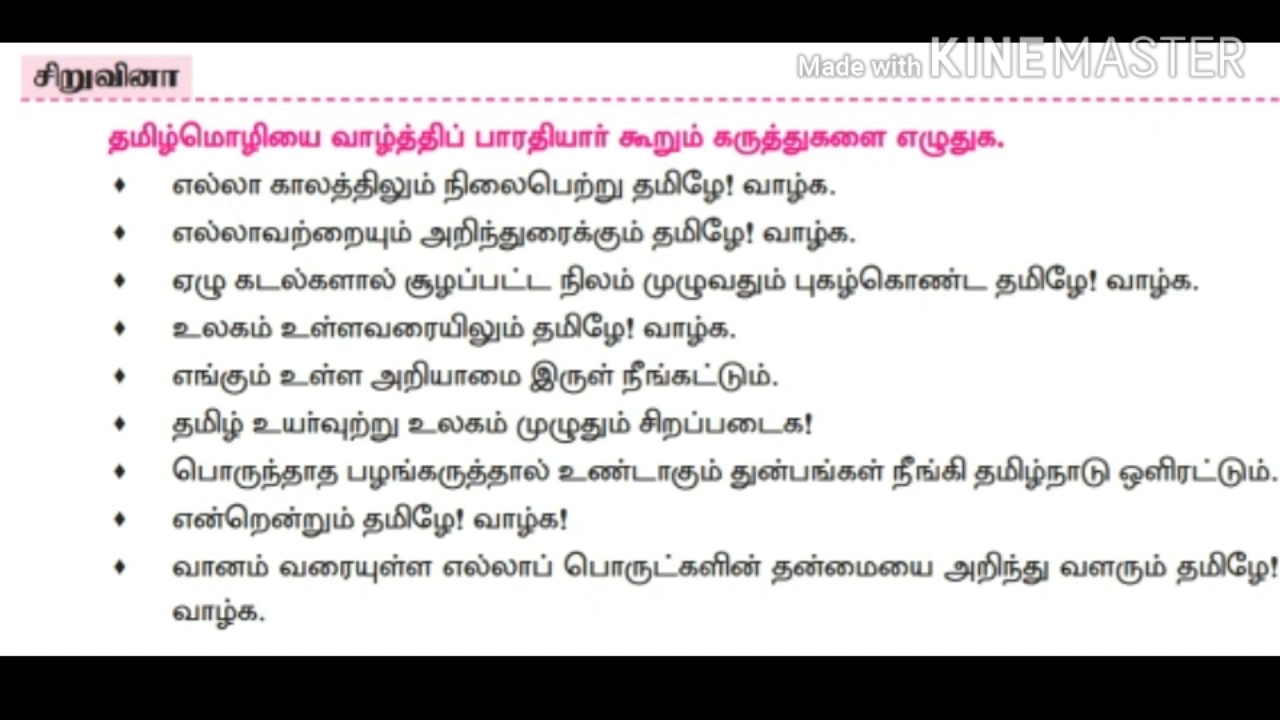 Made with KINEMASTER
சிறுவினா
தமிழ்மொழியை வாழ்த்திப் பாரதியார் கூறும் கருத்துகளை எழுதுக.
♦ எல்லா காலத்திலும் நிலைபெற்று தமிழே! வாழ்க.
♦ எல்லாவற்றையும் அறிந்துரைக்கும் தமிழே! வாழ்க.
♦ ஏழு கடல்களால் சூழப்பட்ட நிலம் முழுவதும் புகழ்கொண்ட தமிழே! வாழ்க.
♦ உலகம் உள்ளவரையிலும் தமிழே! வாழ்க.
♦ எங்கும் உள்ள அறியாமை இருள் நீங்கட்டும்.
♦ தமிழ் உயர்வுற்று உலகம் முழுதும் சிறப்படைக!
♦ பொருந்தாத பழங்கருத்தால் உண்டாகும் துன்பங்கள் நீங்கி தமிழ்நாடு ஒளிரட்டும்.
♦ என்றென்றும் தமிழே! வாழ்க!
♦ வானம் வரையுள்ள எல்லாப் பொருட்களின் தன்மையை அறிந்து வளரும் தமிழே!
வாழ்க.